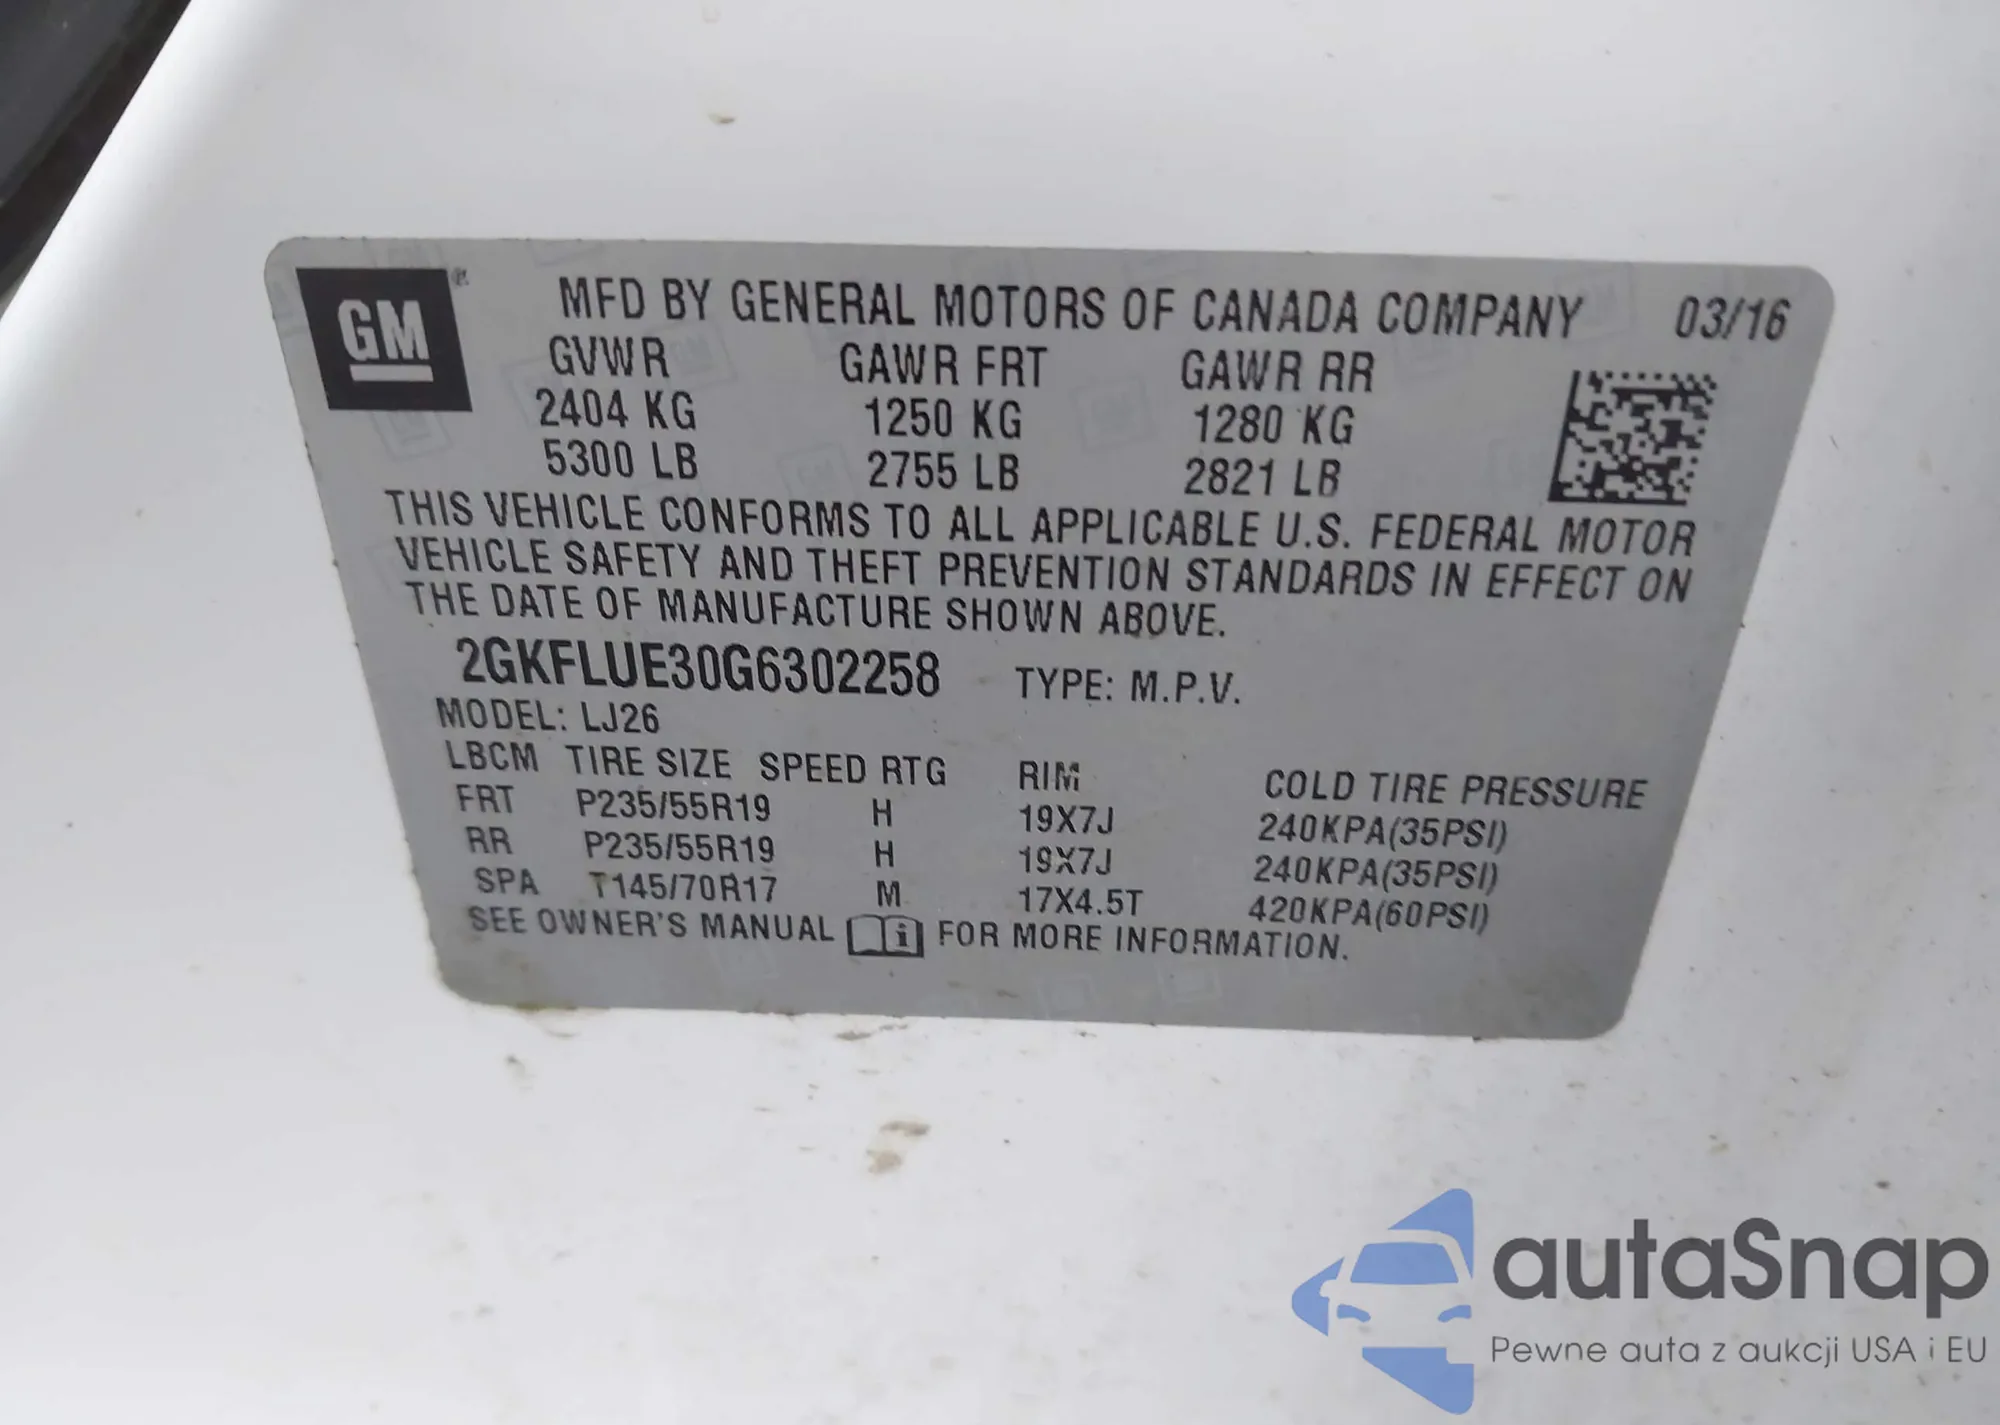 GM
MFD BY GENERAL MOTORS OF CANADA COMPANY 03/16
GVWR GAWR FRT GAWR RR
2404 KG 1250 KG 1280 KG
5300 LB 2755 LB 2821 LB
THIS VEHICLE CONFORMS TO ALL APPLICABLE U.S. FEDERAL MOTOR
VEHICLE SAFETY AND THEFT PREVENTION STANDARDS IN EFFECT ON
THE DATE OF MANUFACTURE SHOWN ABOVE.
2GKFLUE30G6302258 TYPE: M.P.V.
MODEL: LJ26
LBCM TIRE SIZE SPEED RTG RIM COLD TIRE PRESSURE
FRT P235/55R19 H 19X7J 240KPA(35PSI)
RR P235/55R19 H 19X7J 240KPA(35PSI)
SPA T145/70R17 M 17X4.5T 420KPA(60PSI)
SEE OWNER'S MANUAL i FOR MORE INFORMATION.
autaSnap
Pewne auta z aukcji USA i EU